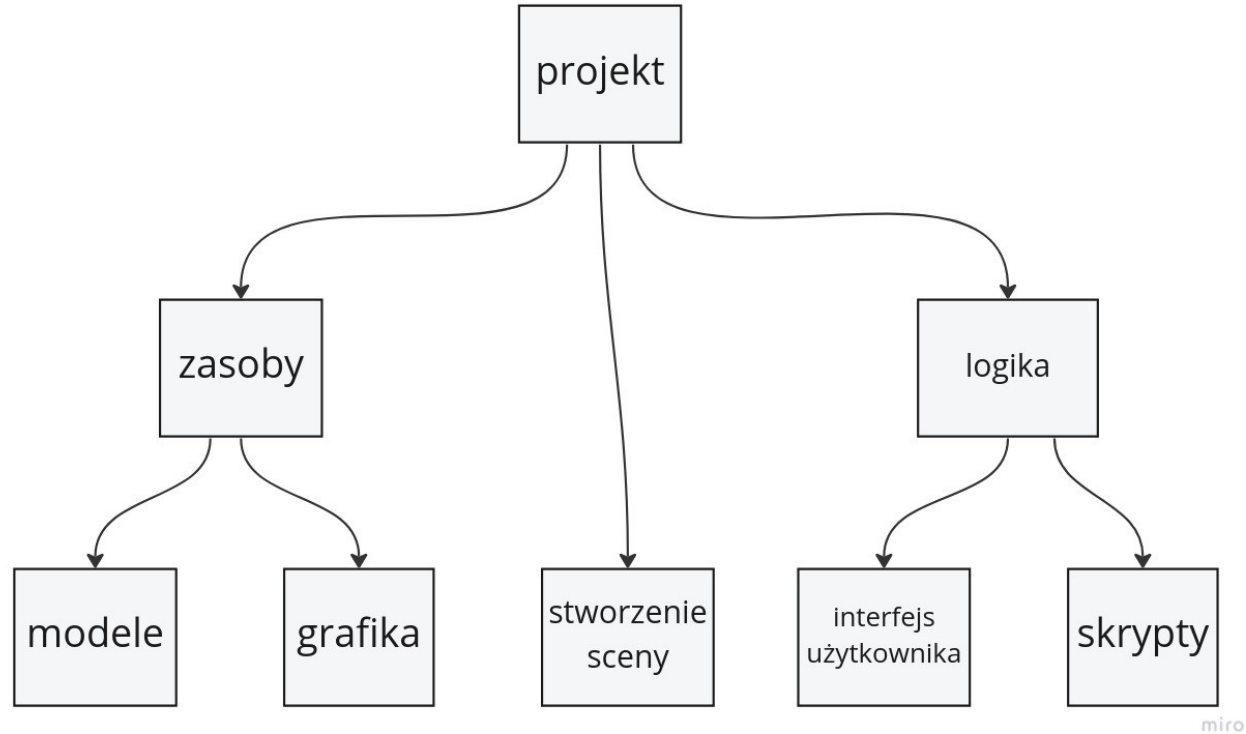 projekt
zasoby
logika
modele
grafika
stworzenie
sceny
interfejs
użytkownika
skrypty
miro